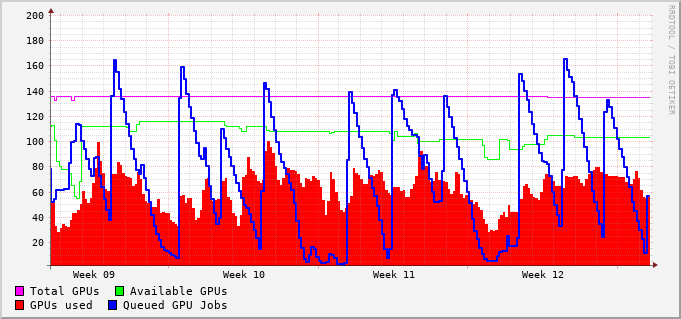 200
180
160
140
120
100
80
60
40
20
Week 09 Week 10 Week 11 Week 12
Total GPUs Available GPUs
GPUs used Queued GPU Jobs
RRDTOOL / TOBI OETIKER